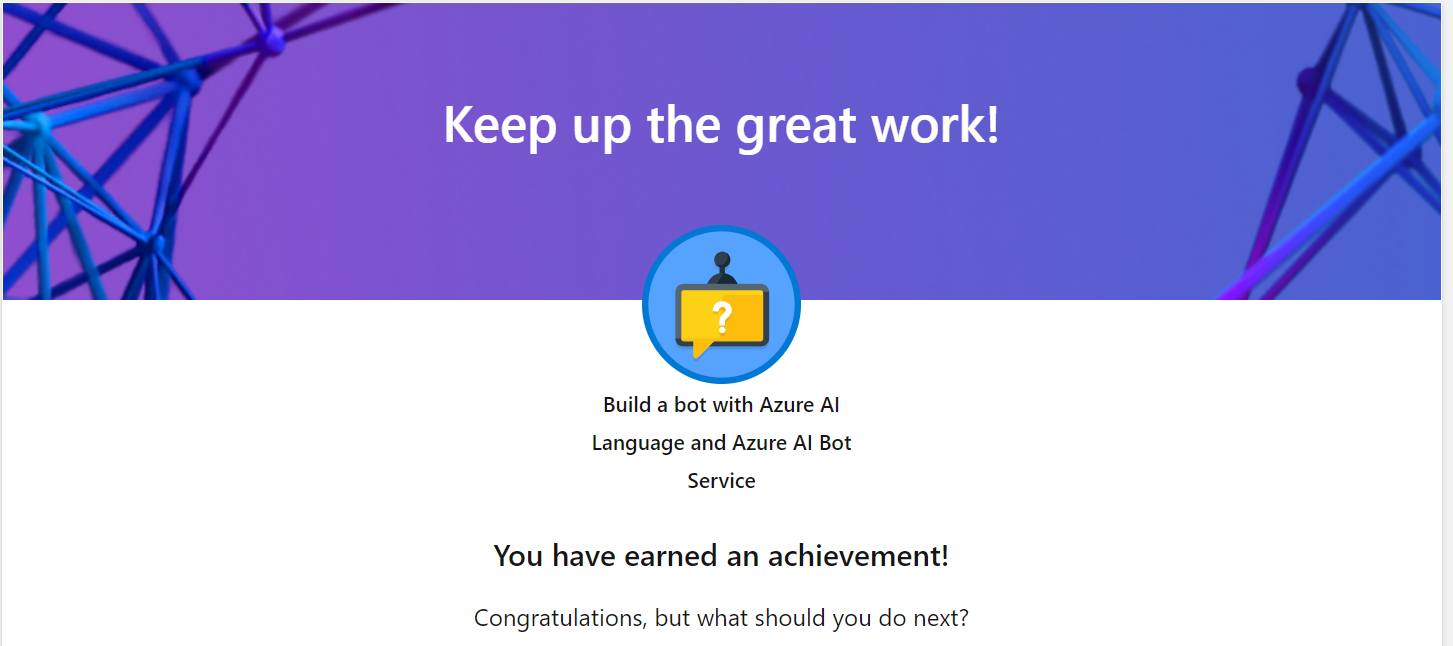 Keep up the great work!
?
Build a bot with Azure AI
Language and Azure AI Bot
Service
You have earned an achievement!
Congratulations, but what should you do next?